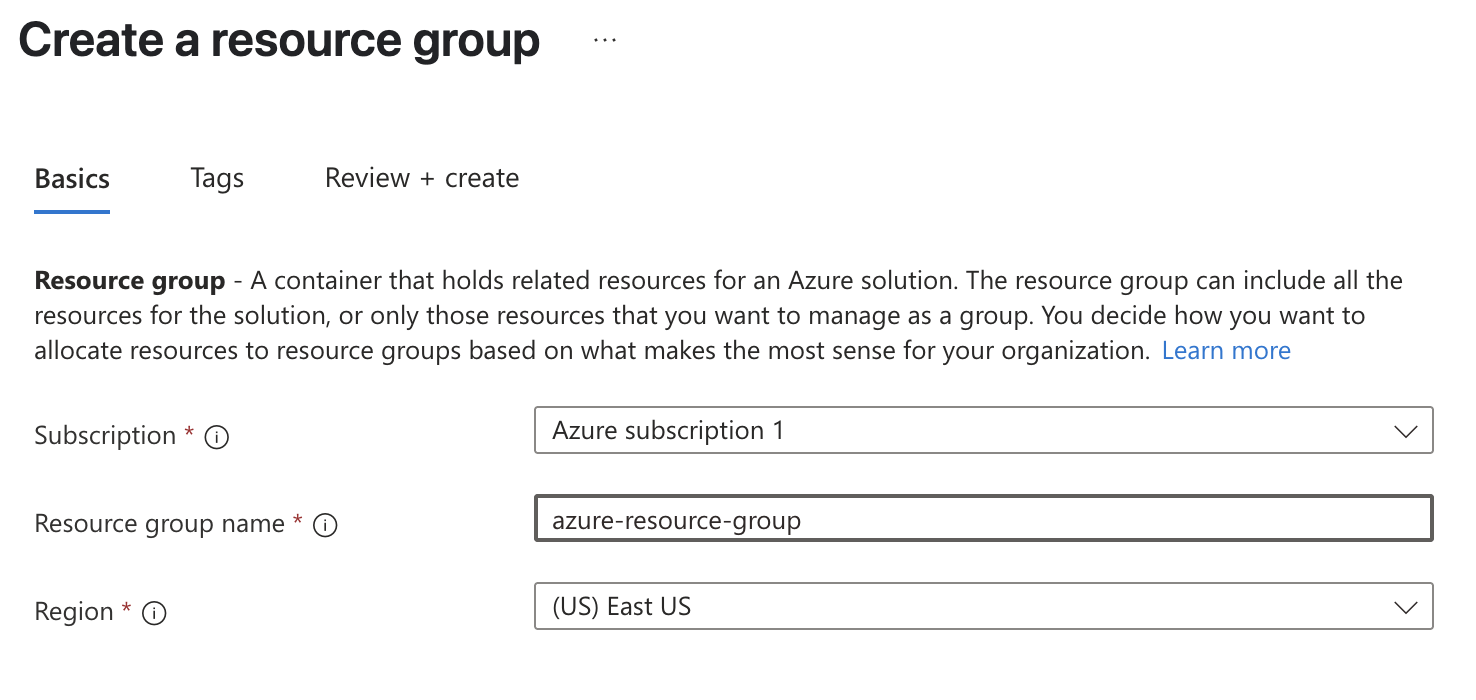 Create a resource group ...
Basics Tags Review + create
Resource group - A container that holds related resources for an Azure solution. The resource group can include all the
resources for the solution, or only those resources that you want to manage as a group. You decide how you want to
allocate resources to resource groups based on what makes the most sense for your organization. Learn more
Subscription * Azure subscription 1
Resource group name * azure-resource-group
Region * (US) East US